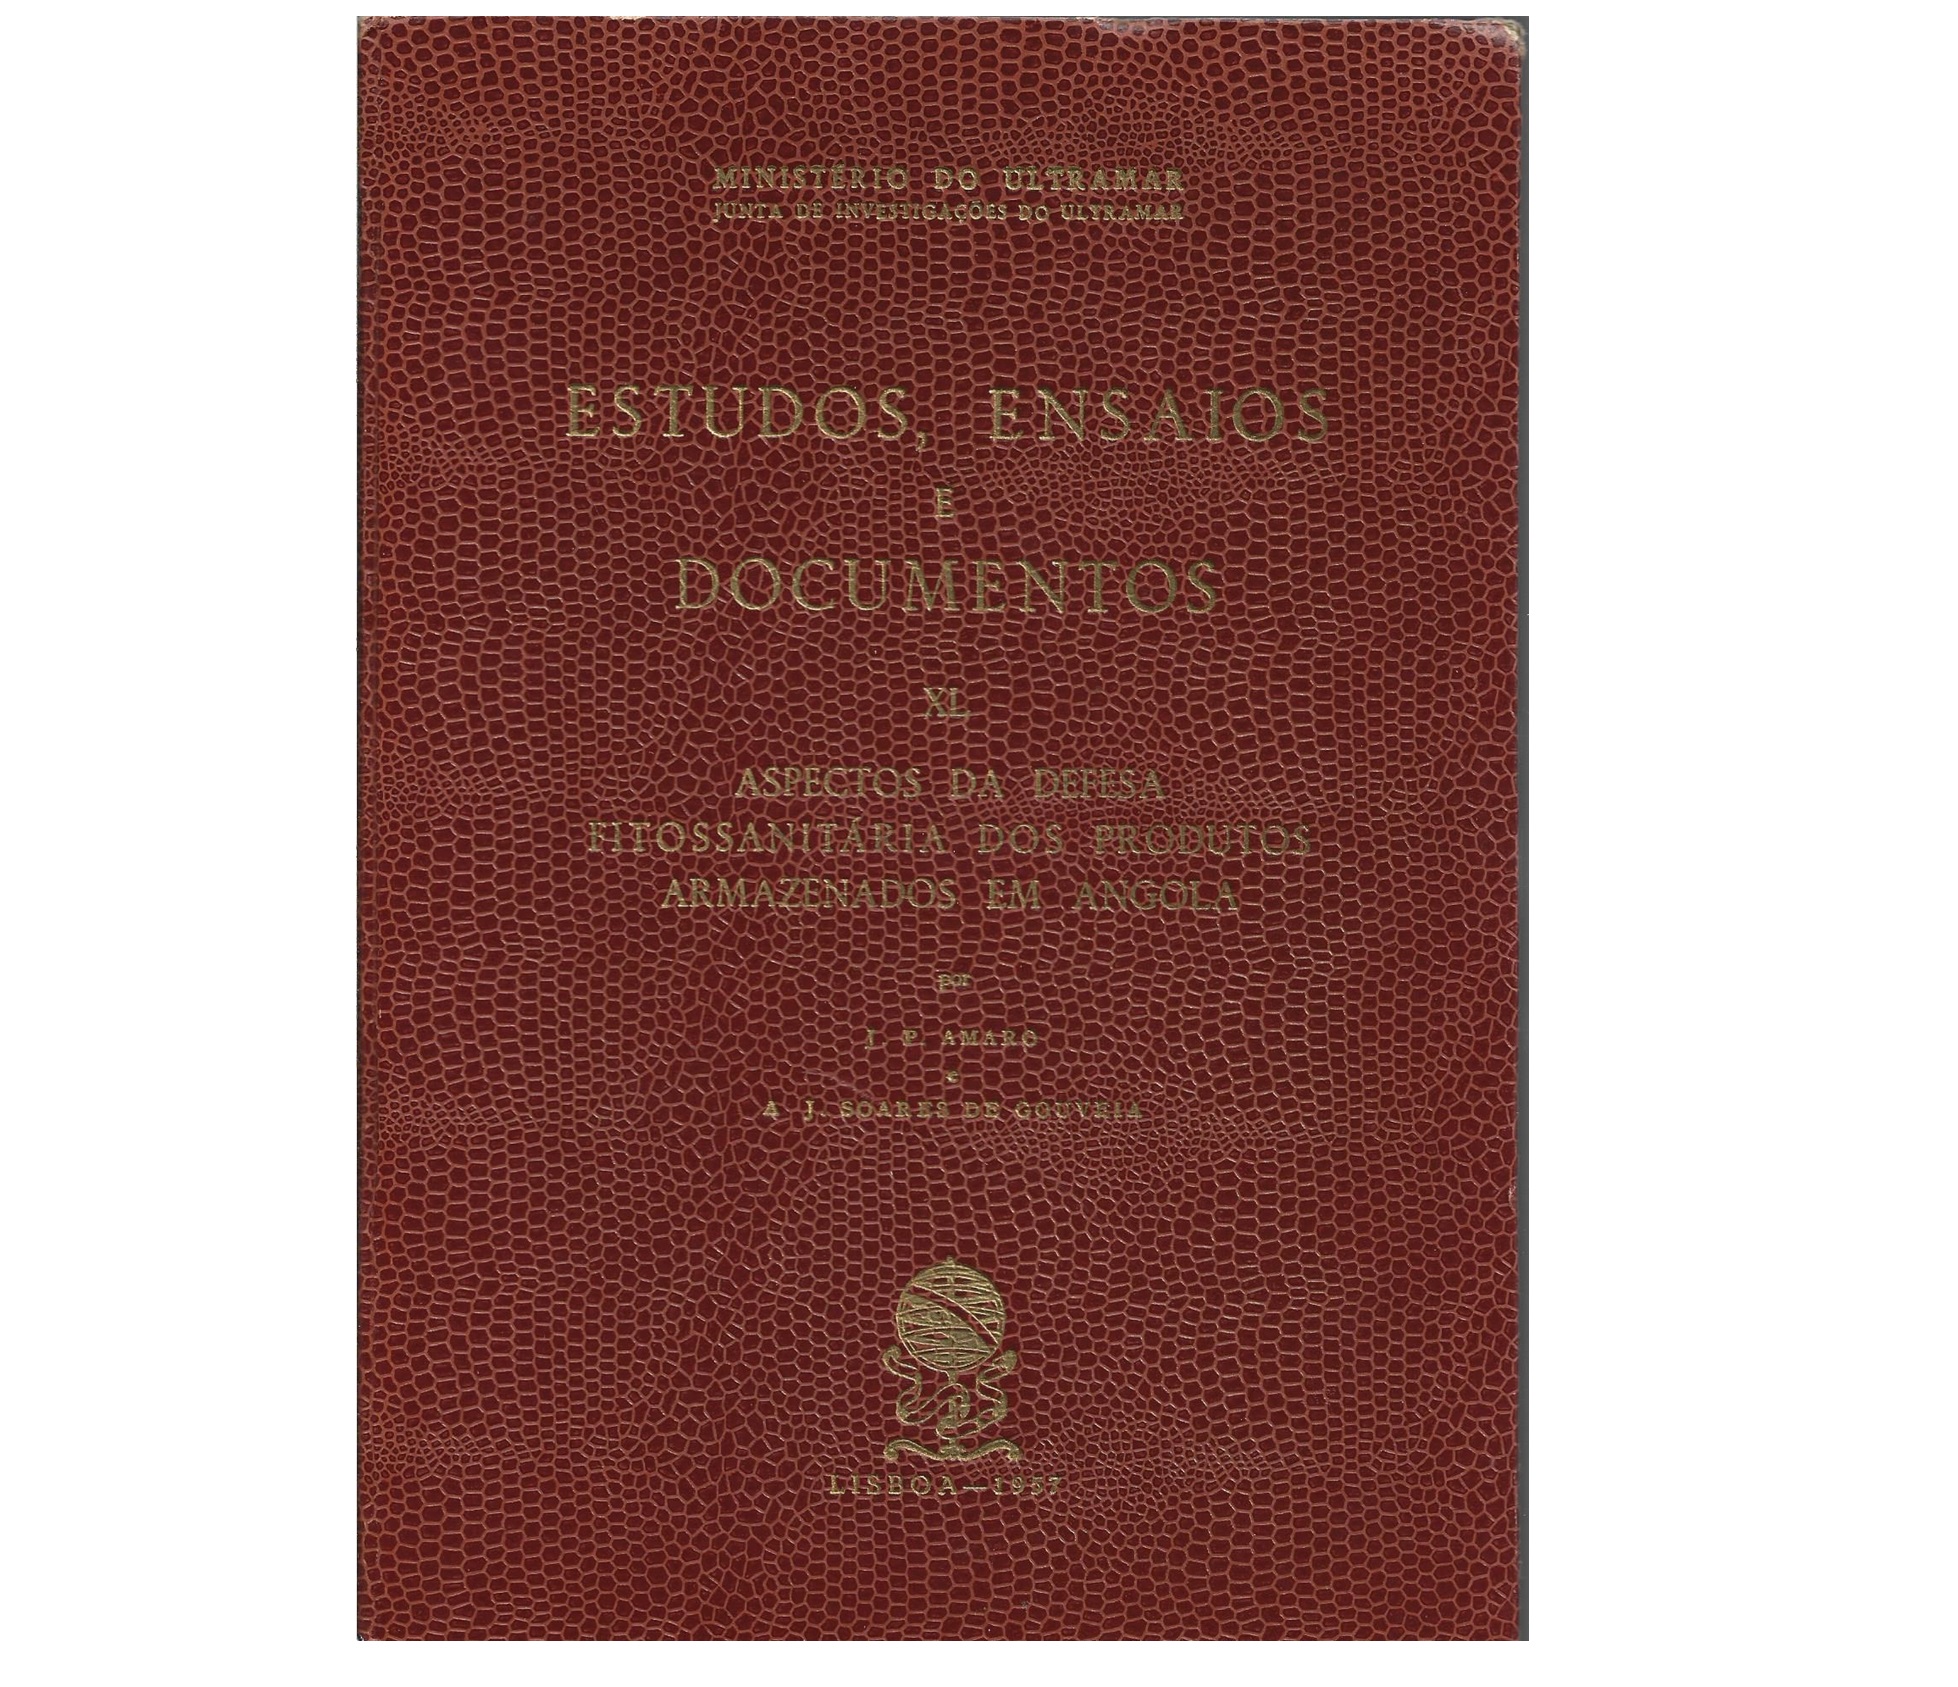 MINISTÉRIO DO ULTRAMAR
JUNTA DE INVESTIGAÇÕES DO ULTRAMAR
ESTUDOS, ENSAIOS
E
DOCUMENTOS
XL
ASPECTOS DA DEFESA
FITOSSANITÁRIA DOS PRODUTOS
ARMAZENADOS EM ANGOLA
por
J. P. AMARO
e
A J. SOARES DE GOUVEIA
LISBOA—1957